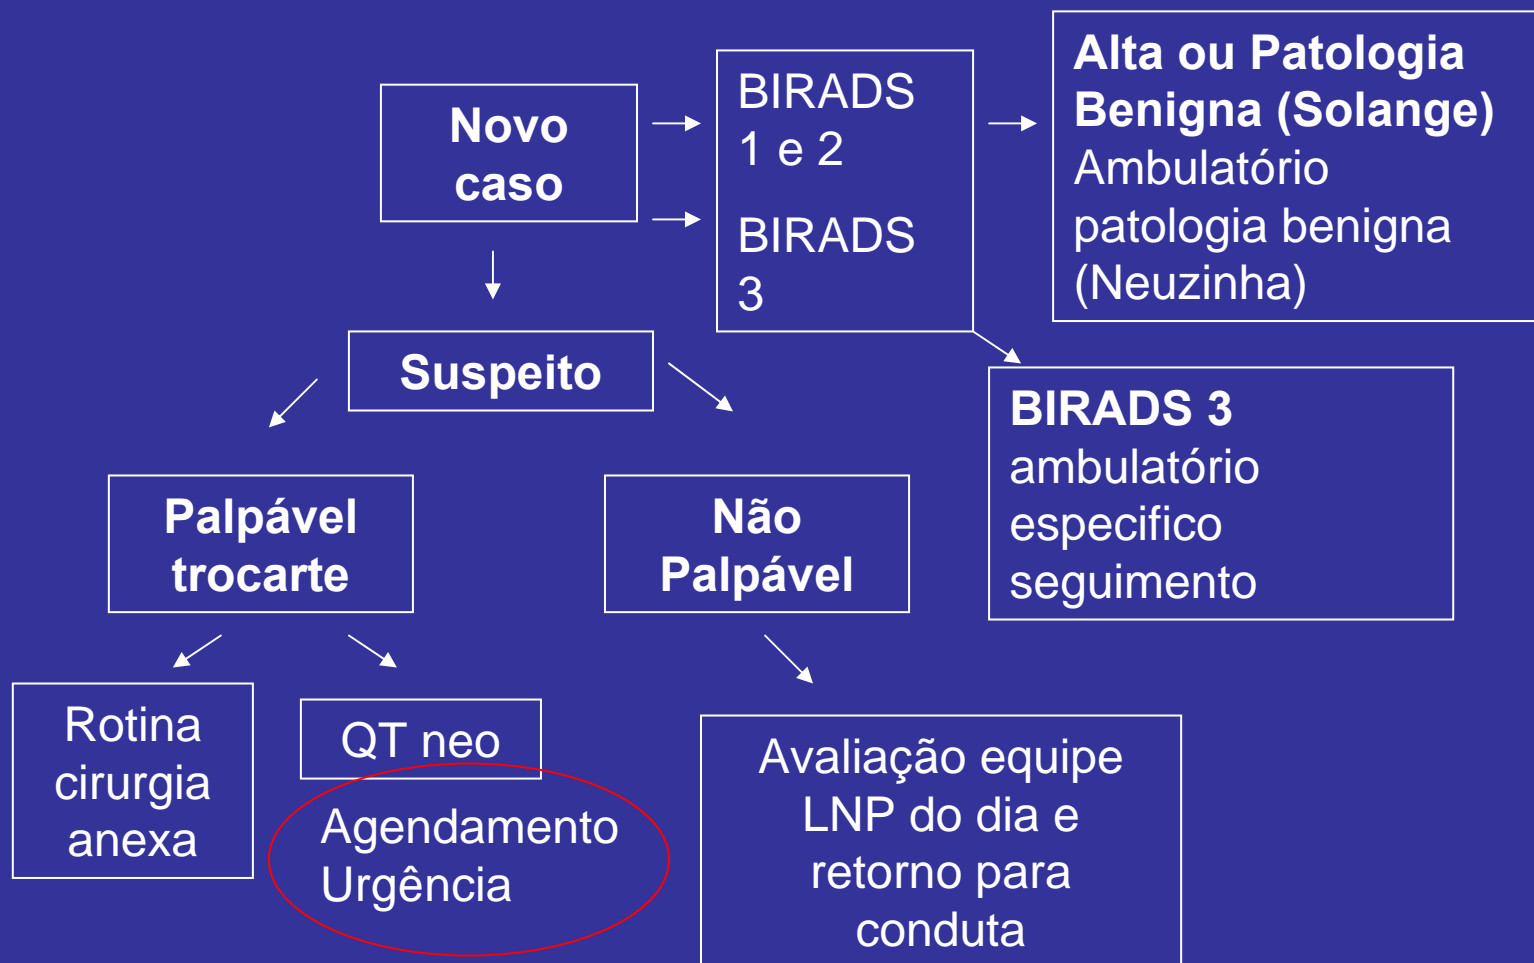 Novo
caso
BIRADS
1 e 2
BIRADS
3
Alta ou Patologia
Benigna (Solange)
Ambulatório
patologia benigna
(Neuzinha)
Suspeito
BIRADS 3
ambulatório
especifico
seguimento
Palpável
trocarte
Não
Palpável
Rotina
cirurgia
anexa
QT neo
Agendamento
Urgência
Avaliação equipe
LNP do dia e
retorno para
conduta